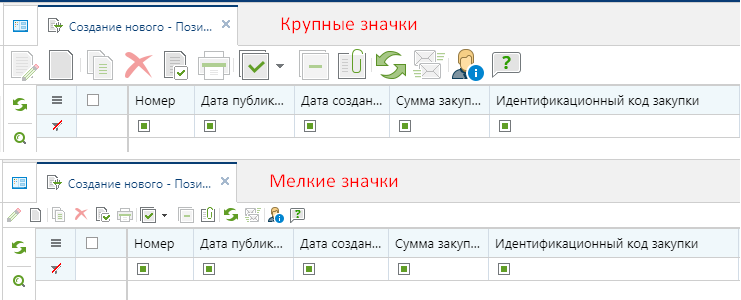 Создание нового - Пози... Крупные значки
Номер Дата публик... Дата создан... Сумма закуп... Идентификационный код закупки
Создание нового - Пози... Мелкие значки
Номер Дата публик... Дата создан... Сумма закуп... Идентификационный код закупки